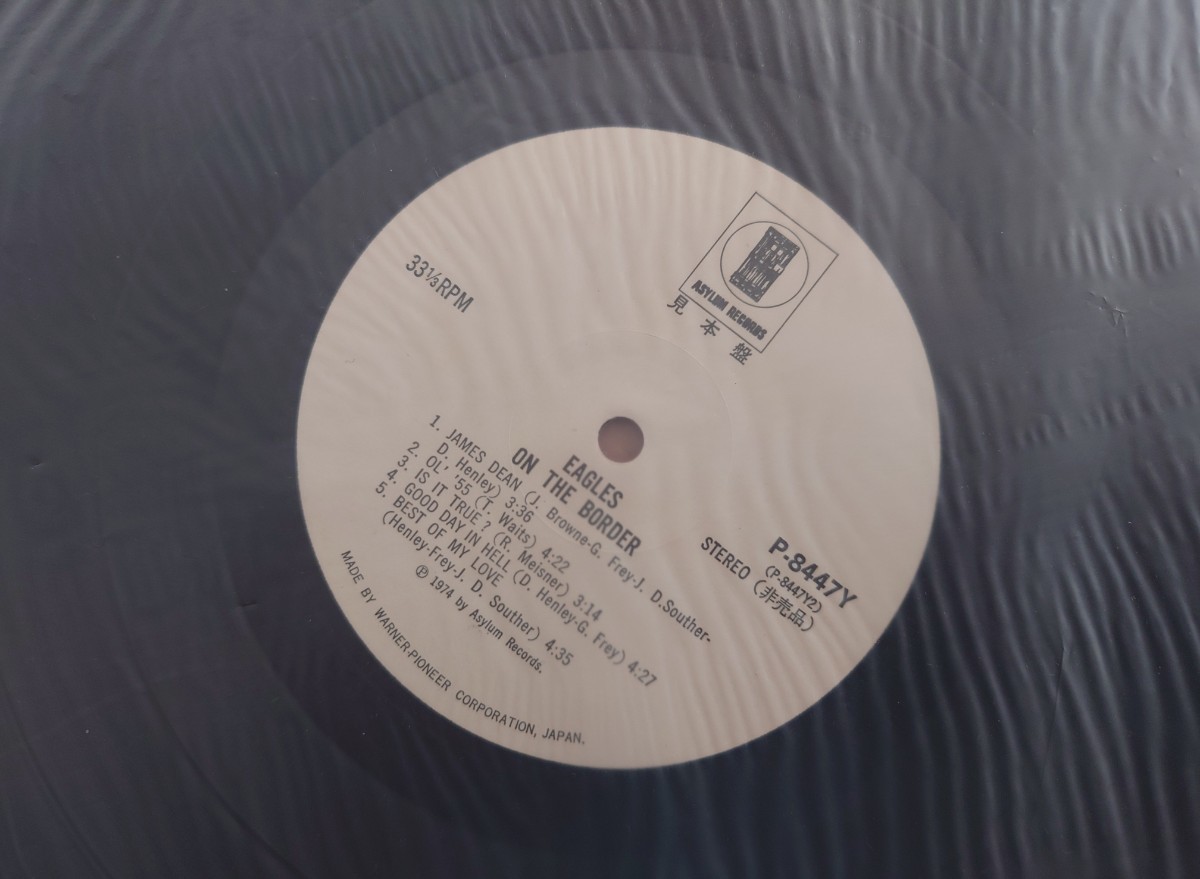 33⅓RPM
ASYLUM RECORDS
見本盤
EAGLES
ON THE BORDER
1. JAMES DEAN (J. Browne-G. Frey-J. D.Souther-
D. Henley) 3:36
2. OL' '55 (T. Waits) 4:22
3. IS IT TRUE? (R. Meisner) 3:14
4. GOOD DAY IN HELL (D. Henley-G. Frey) 4:27
5. BEST OF MY LOVE
(Henley-Frey-J. D. Souther) 4:35
Ⓟ 1974 by Asylum Records.
P-8447Y
(P-8447Y2)
STEREO (非売品)
MADE BY WARNER-PIONEER CORPORATION, JAPAN.